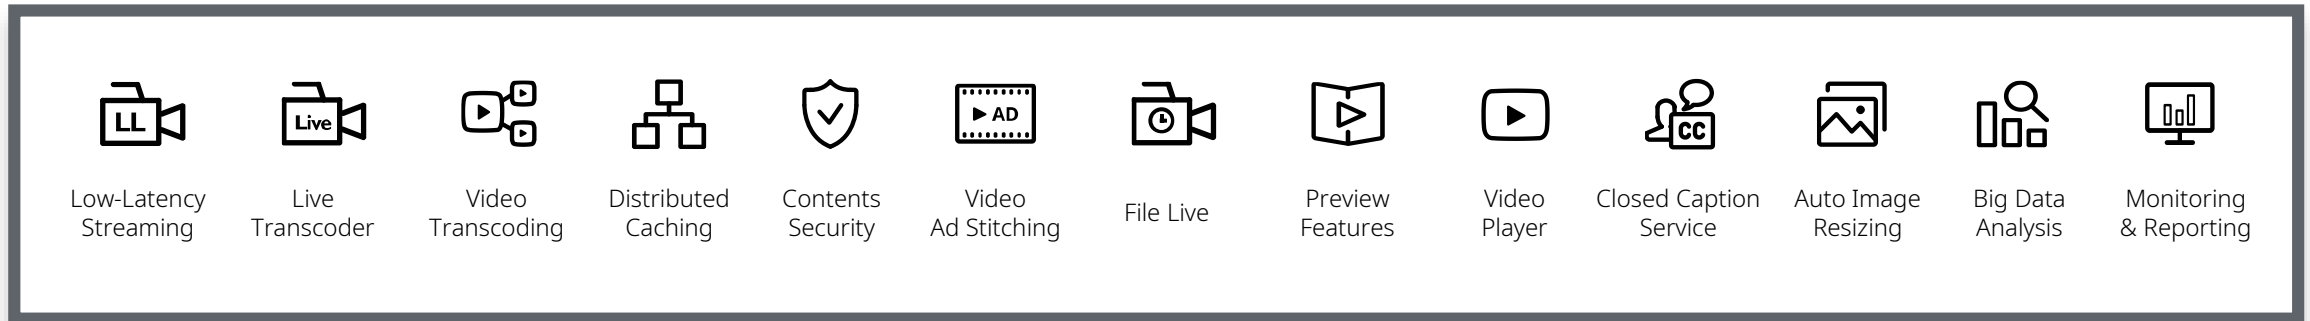 LL
Live
AD
CC
Low-Latency
Streaming
Live
Transcoder
Video
Transcoding
Distributed
Caching
Contents
Security
Video
Ad Stitching
File Live
Preview
Features
Video
Player
Closed Caption
Service
Auto Image
Resizing
Big Data
Analysis
Monitoring
& Reporting